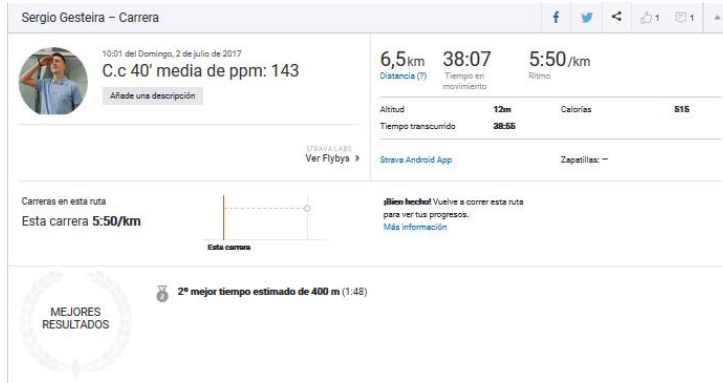 Sergio Gesteira – Carrera
1
1
10:01 del Domingo, 2 de julio de 2017
C.c 40' media de ppm: 143
Añade una descripción
STRAVA LABS
Ver Flybys
6,5km
Distancia (?)
38:07
Tiempo en
movimiento
5:50/km
Ritmo
Altitud 12m Calorías 515
Tiempo transcurrido 38:55
Strava Android App Zapatillas: —
Carreras en esta ruta
Esta carrera 5:50/km
Esta carrera
¡Bien hecho! Vuelve a correr esta ruta
para ver tus progresos.
Más información
MEJORES
RESULTADOS
2
2º mejor tiempo estimado de 400 m (1:48)